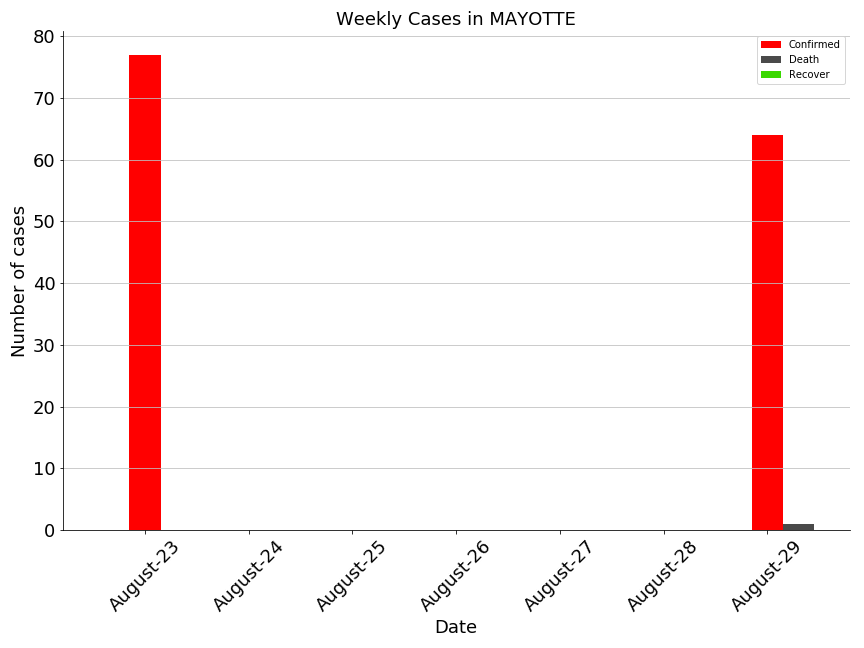 Weekly Cases in MAYOTTE
Confirmed
Death
Recover
Number of cases
80
70
60
50
40
30
20
10
0
August-23
August-24
August-25
August-26
August-27
August-28
August-29
Date